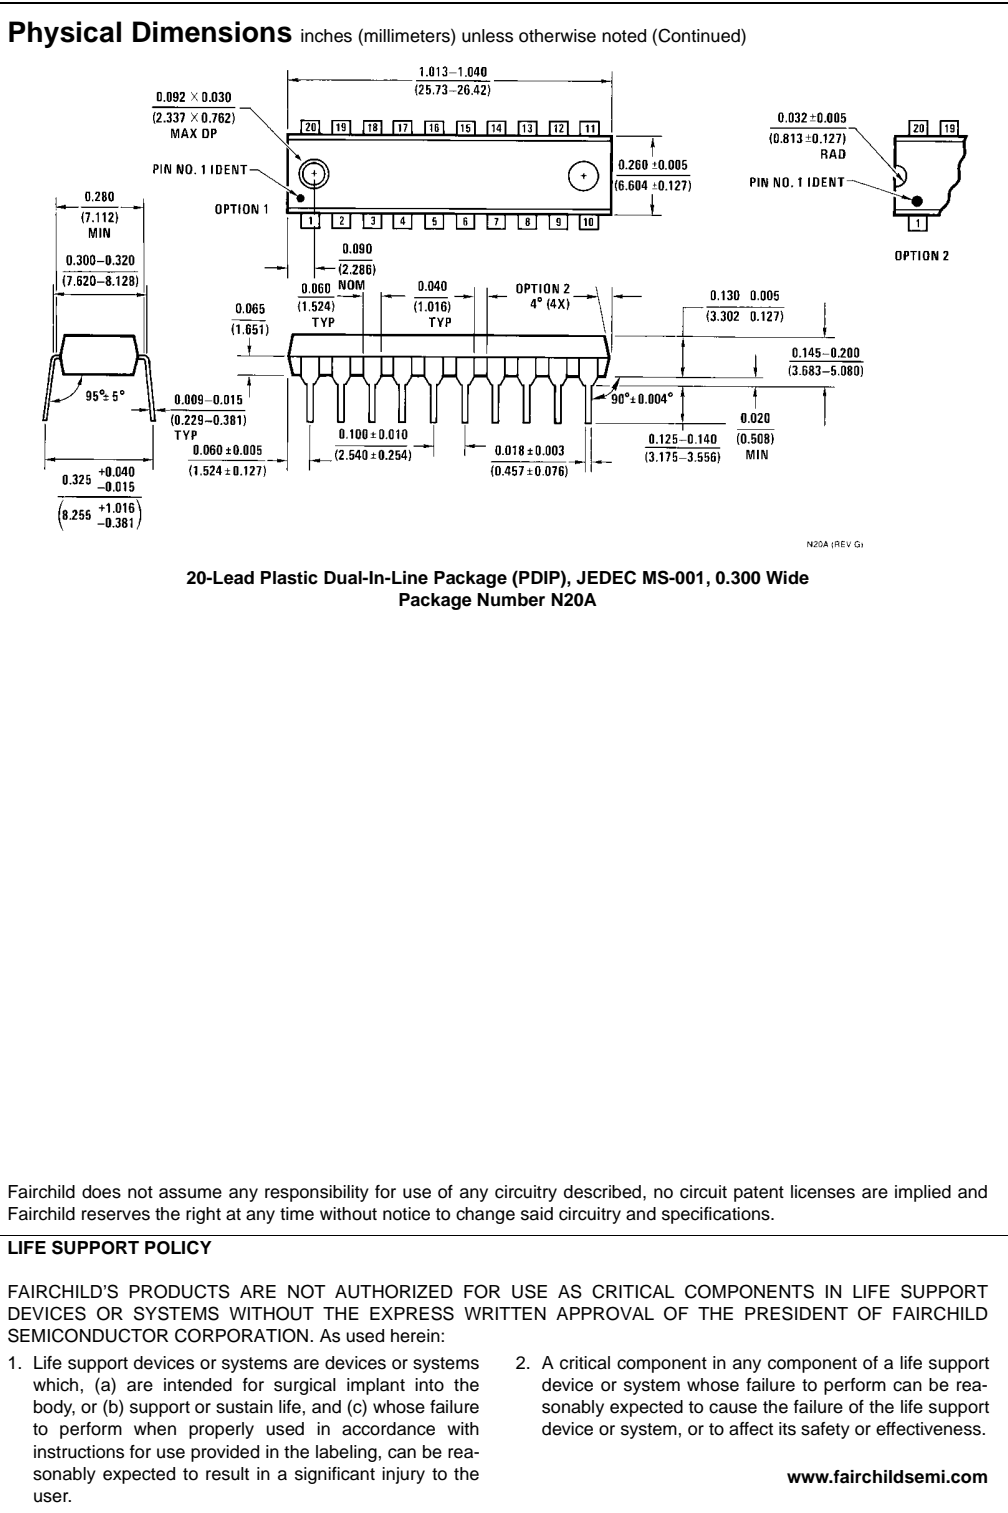 Physical Dimensions inches (millimeters) unless otherwise noted (Continued)
1.013–1.040
(25.73–26.42)
0.092 × 0.030
(2.337 × 0.762)
MAX DP
20 19 18 17 16 15 14 13 12 11
PIN NO. 1 IDENT
OPTION 1
1 2 3 4 5 6 7 8 9 10
0.260 ±0.005
(6.604 ±0.127)
0.032 ±0.005
(0.813 ±0.127)
RAD
20 19
PIN NO. 1 IDENT
1
OPTION 2
0.280
(7.112)
MIN
0.300–0.320
(7.620–8.128)
0.090
(2.286)
NOM
0.060
(1.524)
TYP
0.040
(1.016)
TYP
OPTION 2
4° (4X)
0.065
(1.651)
0.130 0.005
(3.302 0.127)
0.145–0.200
(3.683–5.080)
95°± 5°
0.009–0.015
(0.229–0.381)
TYP
90°± 0.004°
0.020
(0.508)
MIN
0.125–0.140
(3.175–3.556)
0.100 ± 0.010
(2.540 ± 0.254)
0.018 ± 0.003
(0.457 ± 0.076)
0.060 ±0.005
(1.524 ±0.127)
0.325 +0.040
–0.015
(8.255 +1.016
–0.381)
N20A (REV G)
20-Lead Plastic Dual-In-Line Package (PDIP), JEDEC MS-001, 0.300 Wide
Package Number N20A
Fairchild does not assume any responsibility for use of any circuitry described, no circuit patent licenses are implied and
Fairchild reserves the right at any time without notice to change said circuitry and specifications.
LIFE SUPPORT POLICY
FAIRCHILD'S PRODUCTS ARE NOT AUTHORIZED FOR USE AS CRITICAL COMPONENTS IN LIFE SUPPORT
DEVICES OR SYSTEMS WITHOUT THE EXPRESS WRITTEN APPROVAL OF THE PRESIDENT OF FAIRCHILD
SEMICONDUCTOR CORPORATION. As used herein:
1. Life support devices or systems are devices or systems
which, (a) are intended for surgical implant into the
body, or (b) support or sustain life, and (c) whose failure
to perform when properly used in accordance with
instructions for use provided in the labeling, can be rea-
sonably expected to result in a significant injury to the
user.
2. A critical component in any component of a life support
device or system whose failure to perform can be rea-
sonably expected to cause the failure of the life support
device or system, or to affect its safety or effectiveness.
www.fairchildsemi.com